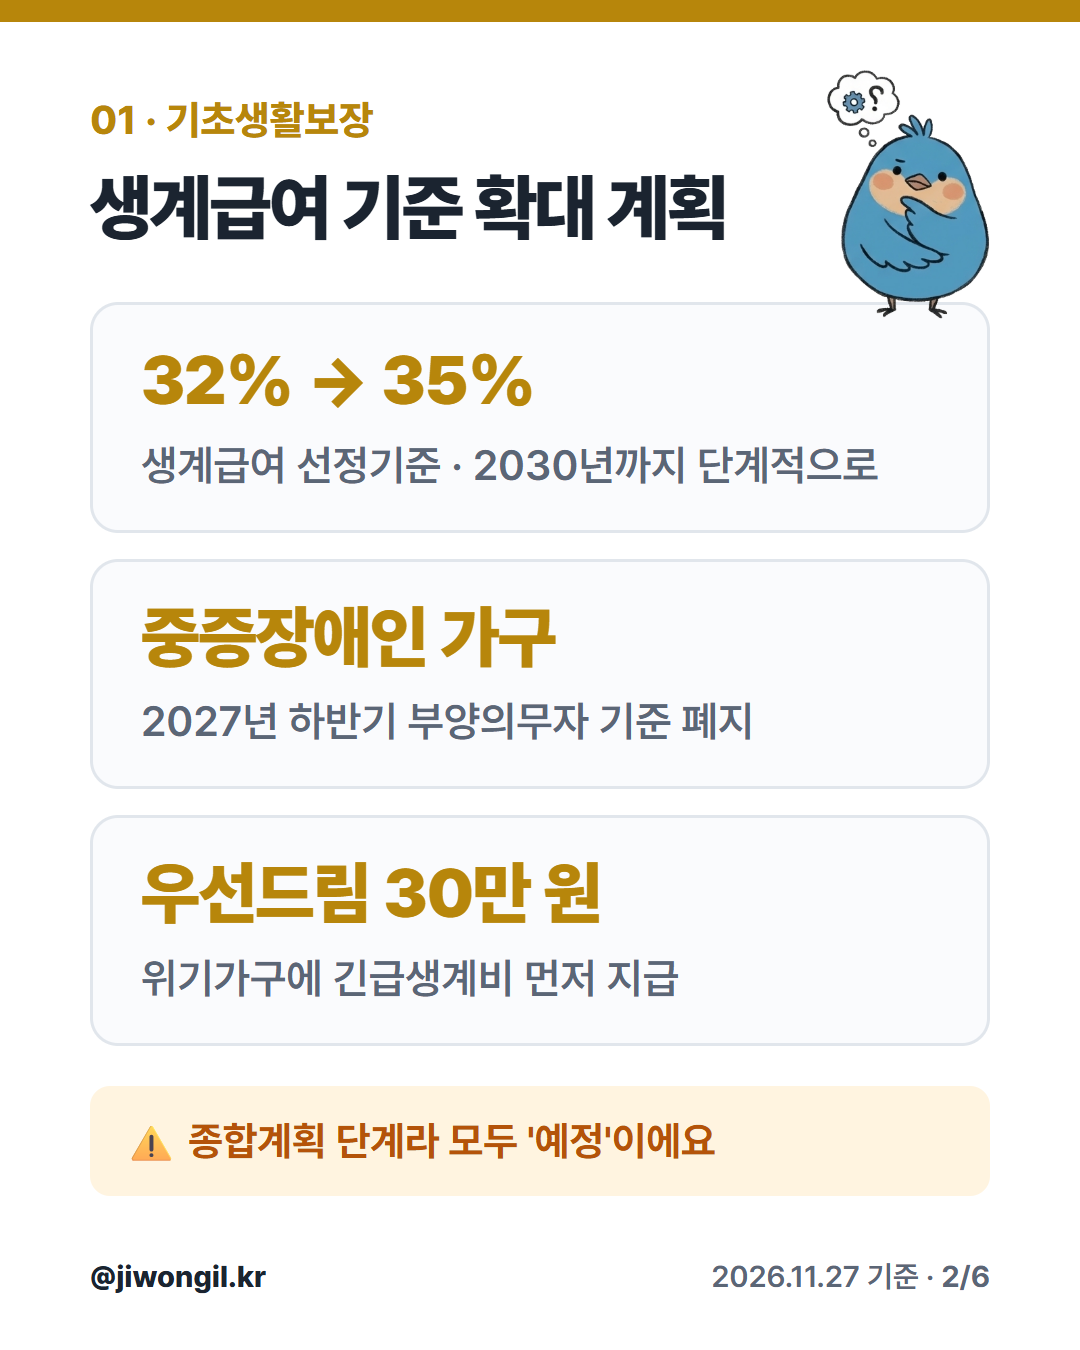 01 · 기초생활보장
생계급여 기준 확대 계획
32% → 35%
생계급여 선정기준 · 2030년까지 단계적으로
중증장애인 가구
2027년 하반기 부양의무자 기준 폐지
우선드림 30만 원
위기가구에 긴급생계비 먼저 지급
⚠️ 종합계획 단계라 모두 '예정'이에요
@jiwongil.kr
2026.11.27 기준 · 2/6